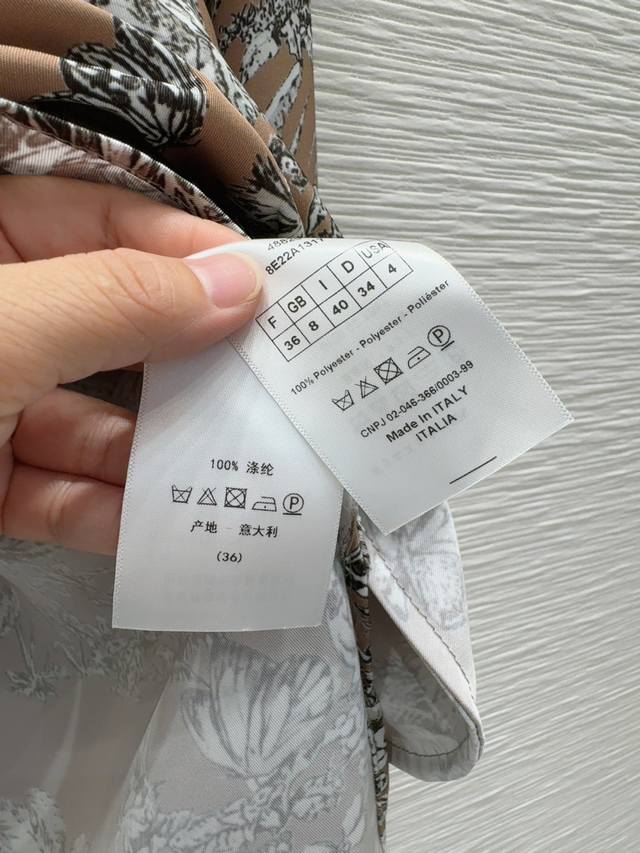 8E22A131
F GB I D USA
36 8 40 34 4
100% Polyester - Polyester - Poliéster
CNPJ 02-046-366/0003-99
Made In ITALY
ITALIA
100% 涤纶
P
产地 - 意大利
(36)